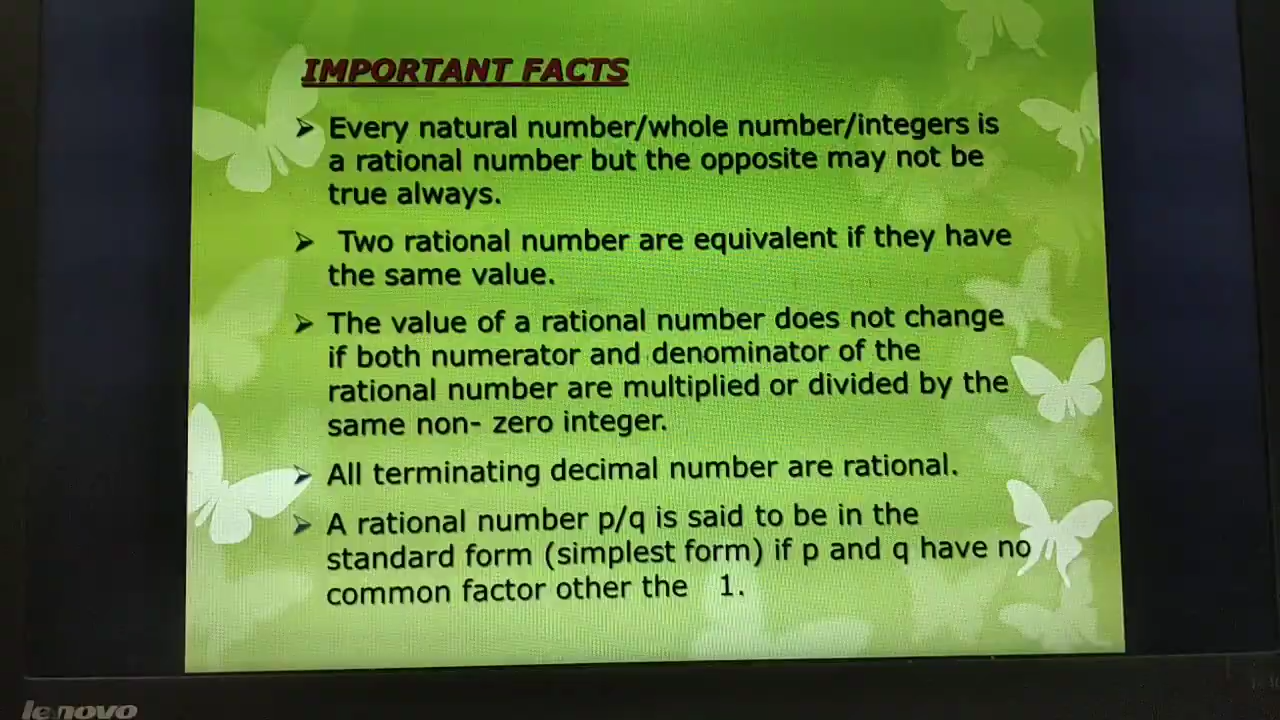 IMPORTANT FACTS
➢ Every natural number/whole number/integers is
a rational number but the opposite may not be
true always.
➢ Two rational number are equivalent if they have
the same value.
➢ The value of a rational number does not change
if both numerator and denominator of the
rational number are multiplied or divided by the
same non- zero integer.
➢ All terminating decimal number are rational.
➢ A rational number p/q is said to be in the
standard form (simplest form) if p and q have no
common factor other the 1.
lenovo